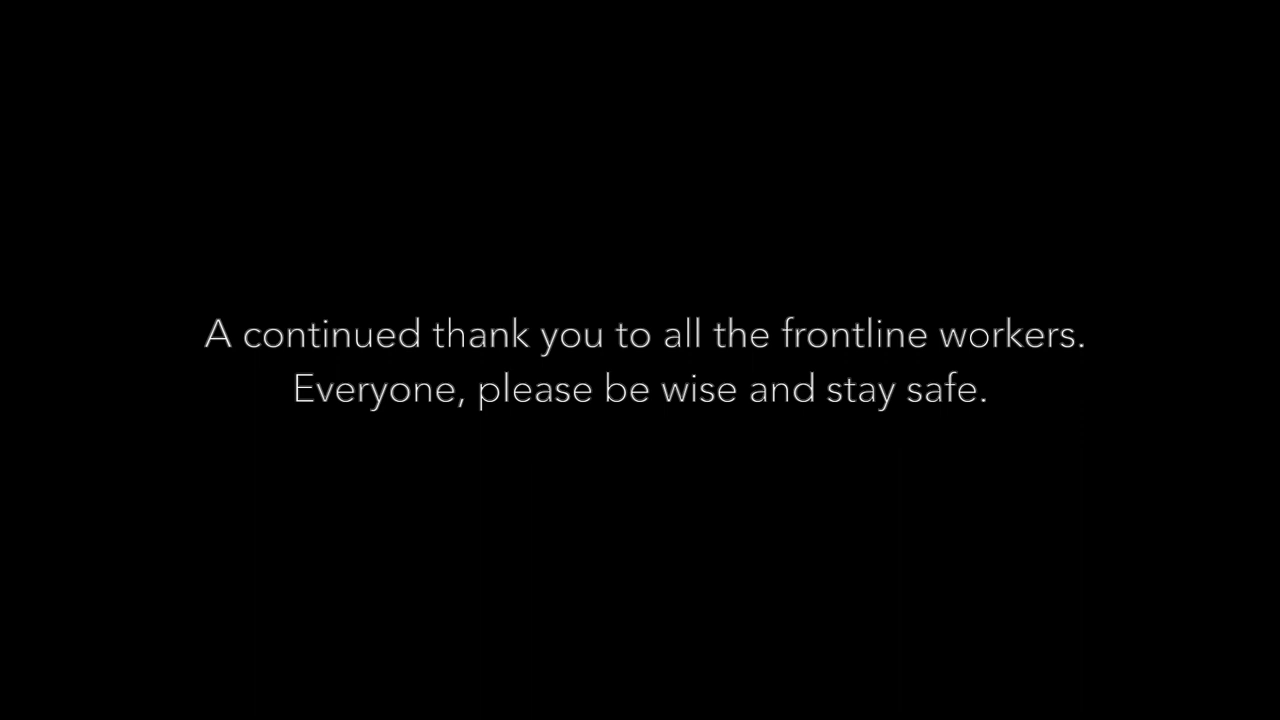 A continued thank you to all the frontline workers.
Everyone, please be wise and stay safe.